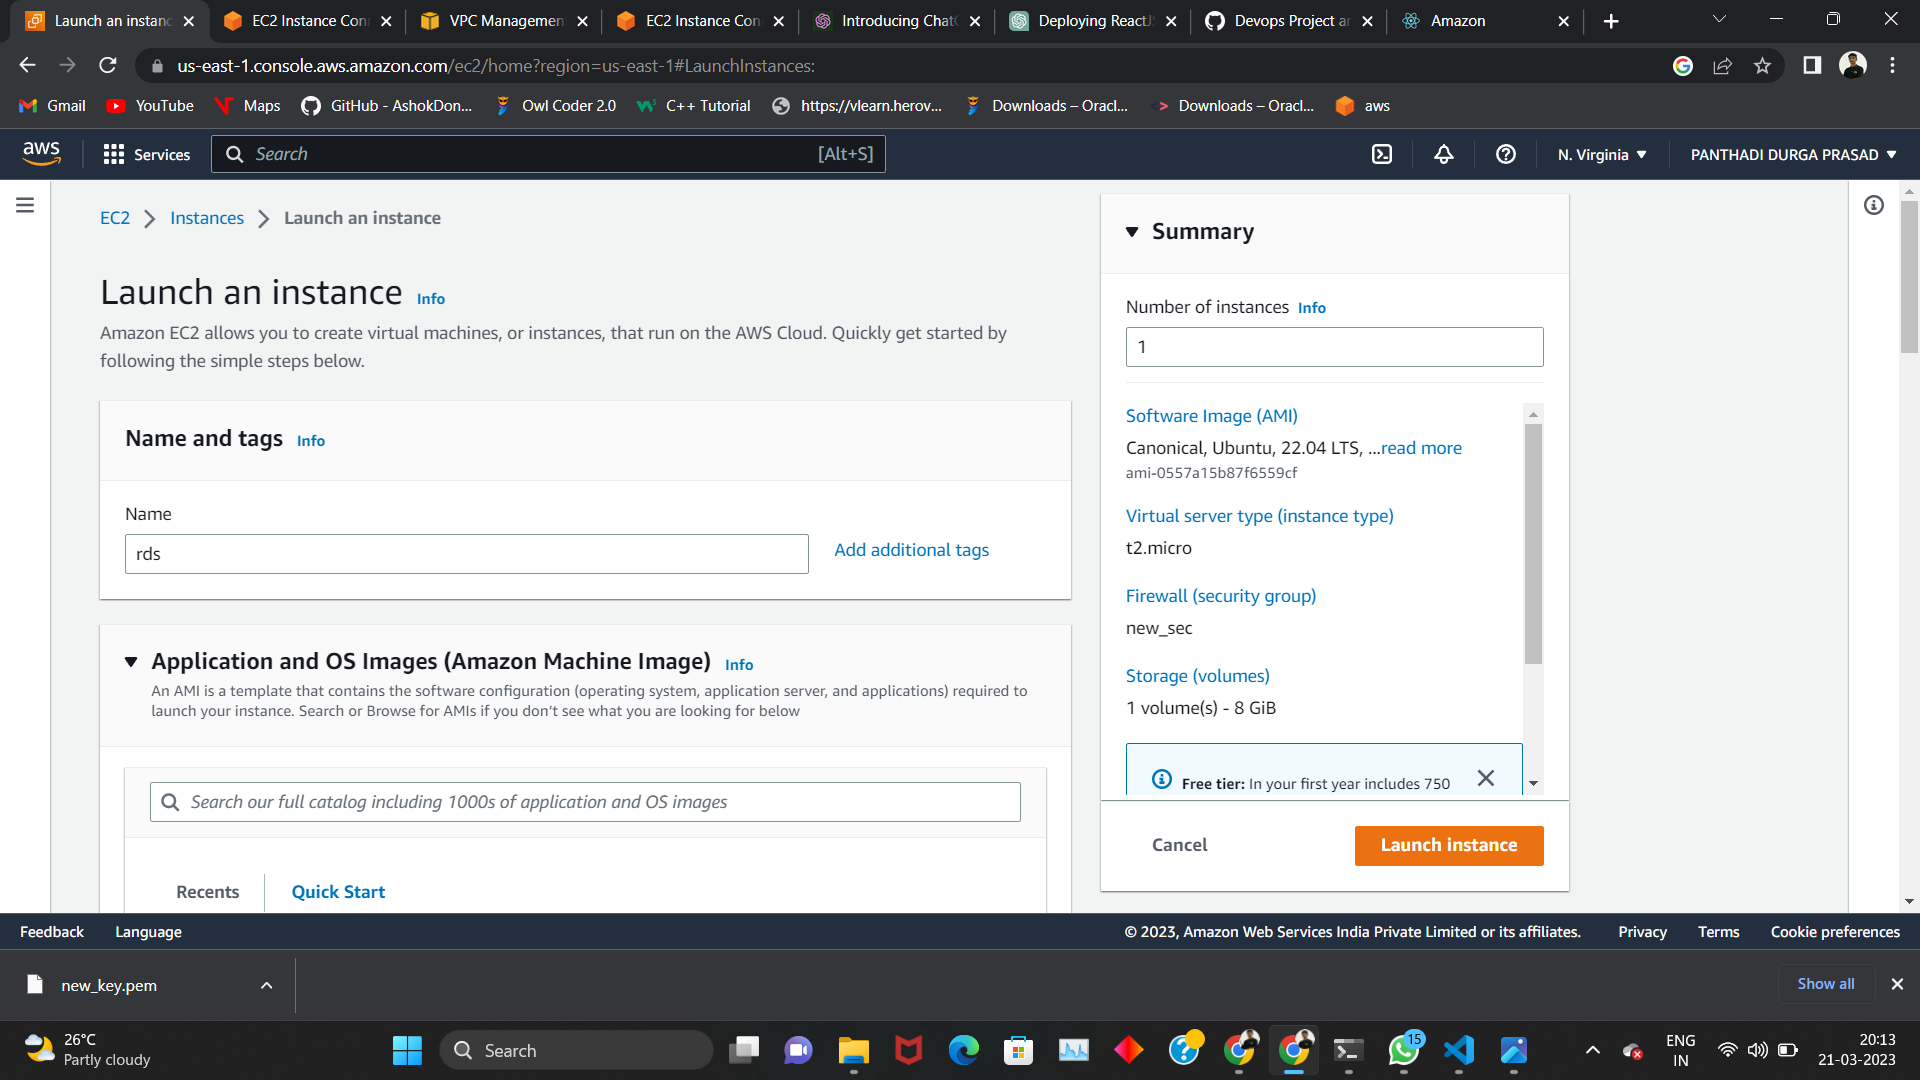 Launch an instanc
EC2 Instance Con
VPC Managemen
EC2 Instance Con
Introducing ChatG
Deploying ReactJS
Devops Project an
Amazon
us-east-1.console.aws.amazon.com/ec2/home?region=us-east-1#LaunchInstances:
Gmail
YouTube
Maps
GitHub - AshokDon...
Owl Coder 2.0
C++ Tutorial
https://vlearn.herov...
Downloads – Oracl...
Downloads – Oracl...
aws
aws
Services
Search
[Alt+S]
N. Virginia
PANTHADI DURGA PRASAD
EC2
Instances
Launch an instance
Launch an instance Info
Amazon EC2 allows you to create virtual machines, or instances, that run on the AWS Cloud. Quickly get started by
following the simple steps below.
Name and tags Info
Name
rds
Add additional tags
Application and OS Images (Amazon Machine Image) Info
An AMI is a template that contains the software configuration (operating system, application server, and applications) required to
launch your instance. Search or Browse for AMIs if you don't see what you are looking for below
Search our full catalog including 1000s of application and OS images
Recents
Quick Start
Summary
Number of instances Info
1
Software Image (AMI)
Canonical, Ubuntu, 22.04 LTS, ...read more
ami-0557a15b87f6559cf
Virtual server type (instance type)
t2.micro
Firewall (security group)
new_sec
Storage (volumes)
1 volume(s) - 8 GiB
Free tier: In your first year includes 750
Cancel
Launch instance
Feedback
Language
© 2023, Amazon Web Services India Private Limited or its affiliates.
Privacy
Terms
Cookie preferences
new_key.pem
Show all
26°C
Partly cloudy
Search
15
ENG
IN
20:13
21-03-2023